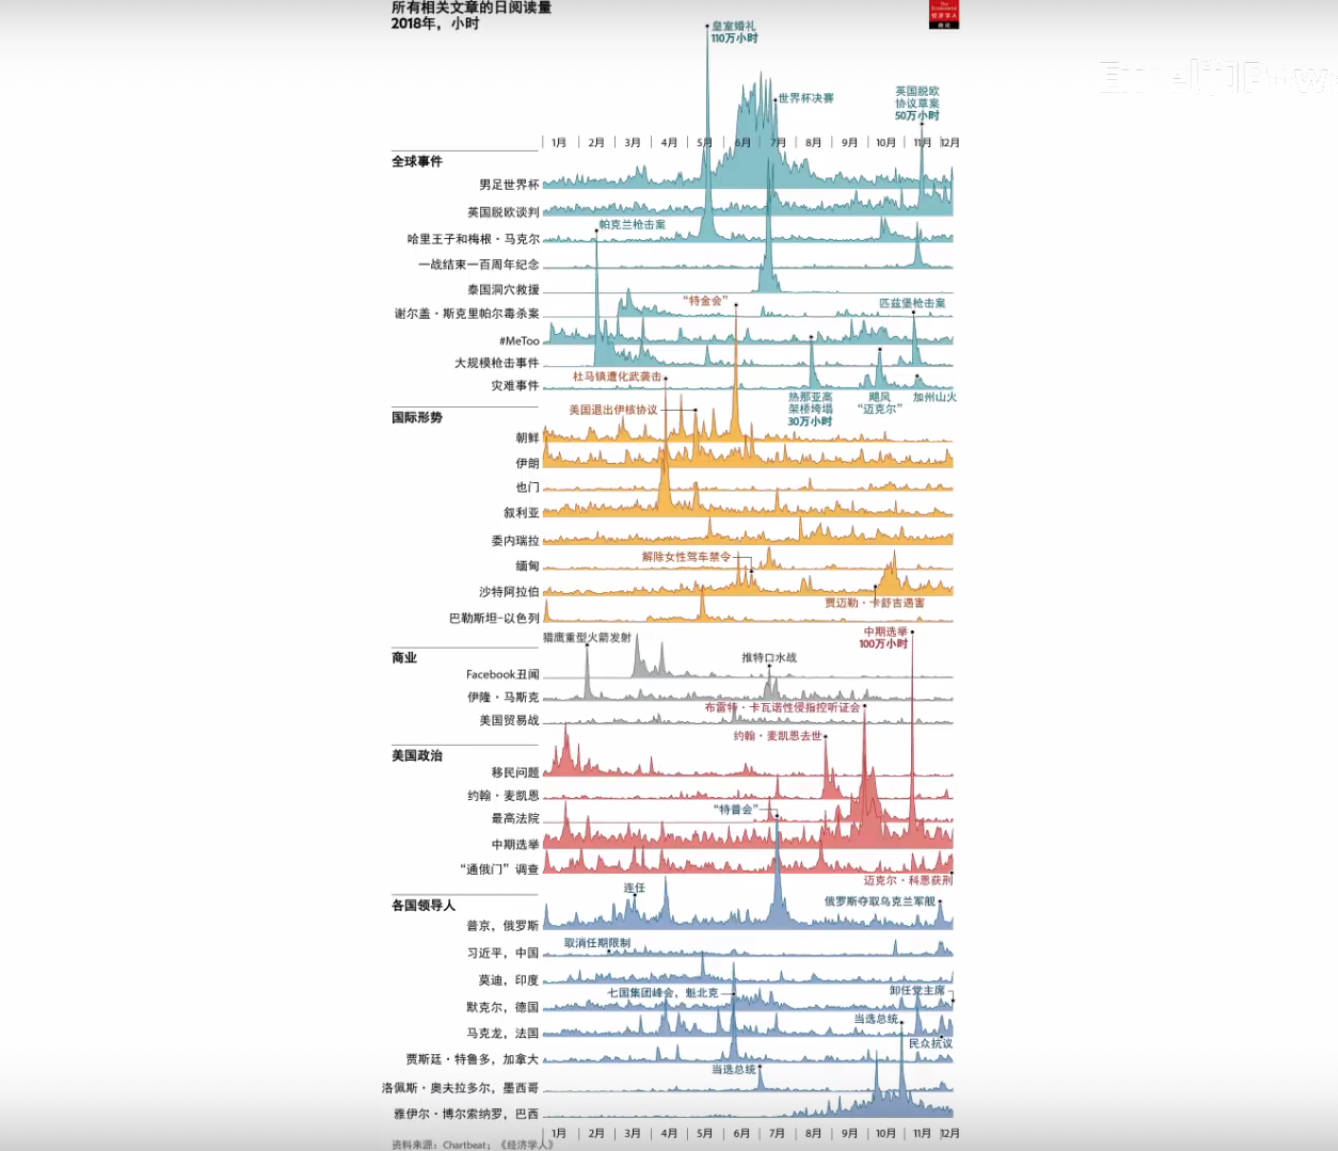 所有相关文章的日阅读量
2018年，小时
皇室婚礼
110万小时
世界杯决赛
英国脱欧
协议草案
50万小时
1月 2月 3月 4月 5月 6月 7月 8月 9月 10月 11月 12月
全球事件
男足世界杯
英国脱欧谈判
帕克兰枪击案
哈里王子和梅根·马克尔
一战结束一百周年纪念
泰国洞穴救援
“特金会”
匹兹堡枪击案
谢尔盖·斯克里帕尔毒杀案
#MeToo
大规模枪击事件
杜马镇遭化武袭击
灾难事件
热那亚高
架桥垮塌
30万小时
飓风
“迈克尔”
加州山火
国际形势
美国退出伊核协议
朝鲜
伊朗
也门
叙利亚
委内瑞拉
解除女性驾车禁令
缅甸
沙特阿拉伯
贾迈勒·卡舒吉遇害
巴勒斯坦-以色列
中期选举
100万小时
猎鹰重型火箭发射
商业
推特口水战
Facebook丑闻
伊隆·马斯克
布雷特·卡瓦诺性侵指控听证会
美国贸易战
约翰·麦凯恩去世
美国政治
移民问题
约翰·麦凯恩
“特普会”
最高法院
中期选举
“通俄门”调查
迈克尔·科恩获刑
连任
各国领导人
俄罗斯夺取乌克兰军舰
普京，俄罗斯
取消任期限制
习近平，中国
莫迪，印度
七国集团峰会，魁北克
卸任党主席
默克尔，德国
当选总统
马克龙，法国
民众抗议
贾斯廷·特鲁多，加拿大
当选总统
洛佩斯·奥夫拉多尔，墨西哥
雅伊尔·博尔索纳罗，巴西
1月 2月 3月 4月 5月 6月 7月 8月 9月 10月 11月 12月
资料来源：Chartbeat；《经济学人》